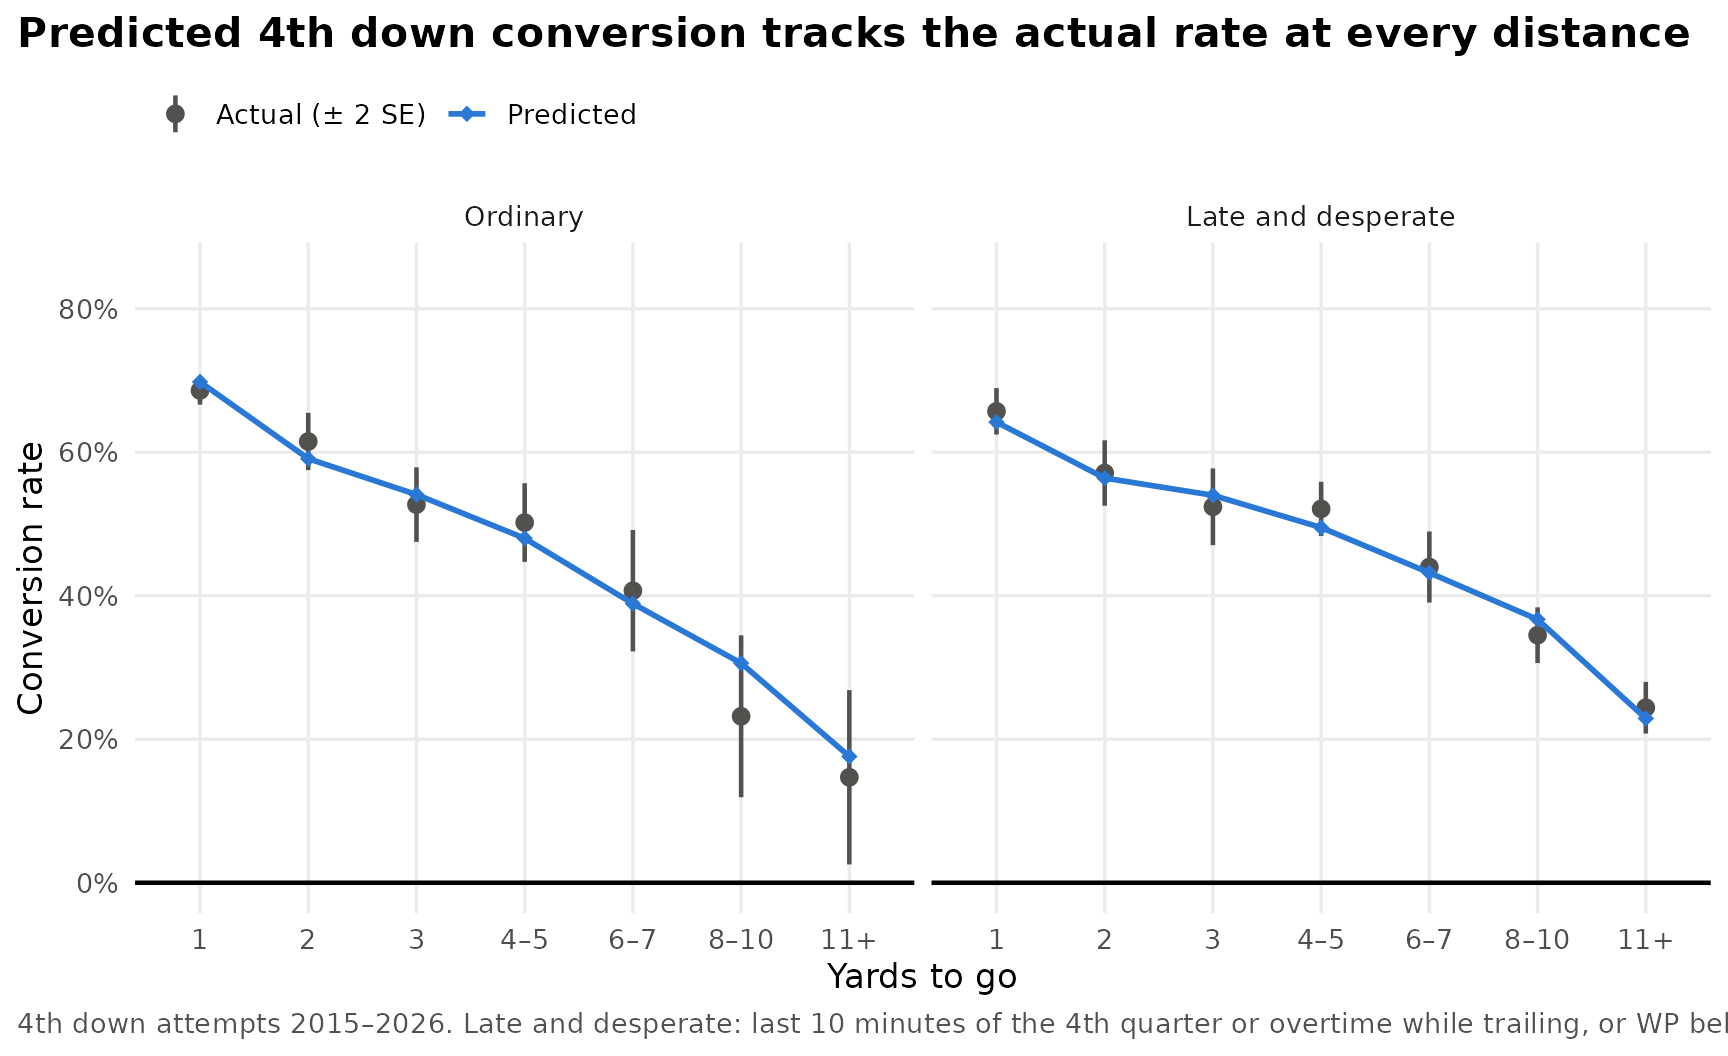 Predicted 4th down conversion tracks the actual rate at every distance
Actual (± 2 SE) Predicted
Ordinary Late and desperate
Conversion rate
80%
60%
40%
20%
0%
1 2 3 4–5 6–7 8–10 11+ 1 2 3 4–5 6–7 8–10 11+
Yards to go
4th down attempts 2015–2026. Late and desperate: last 10 minutes of the 4th quarter or overtime while trailing, or WP